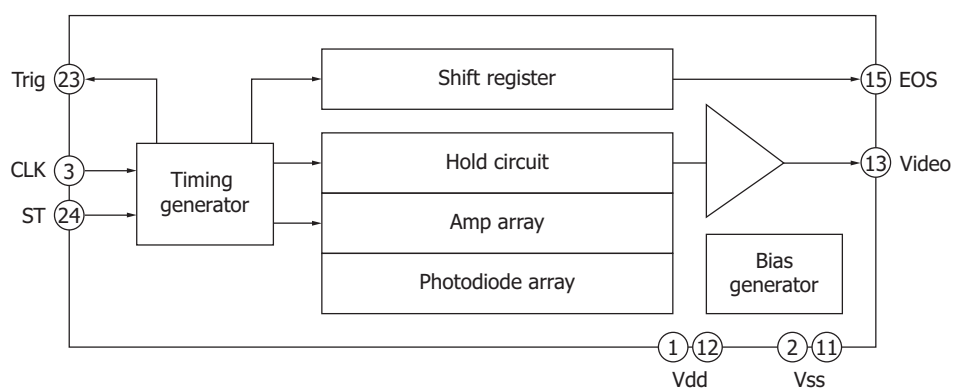 Trig 23
Shift register
15 EOS
CLK 3
Timing
generator
Hold circuit
13 Video
ST 24
Amp array
Photodiode array
Bias
generator
1 12
Vdd
2 11
Vss